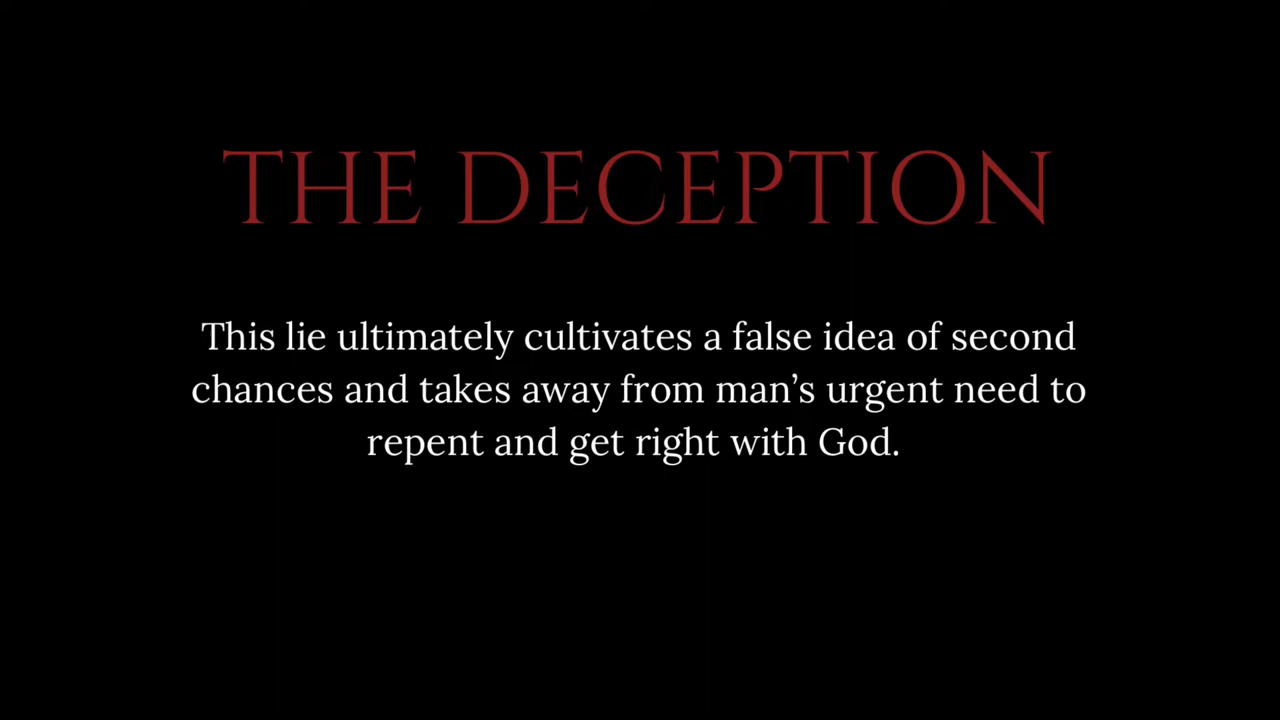 THE DECEPTION
This lie ultimately cultivates a false idea of second
chances and takes away from man’s urgent need to
repent and get right with God.